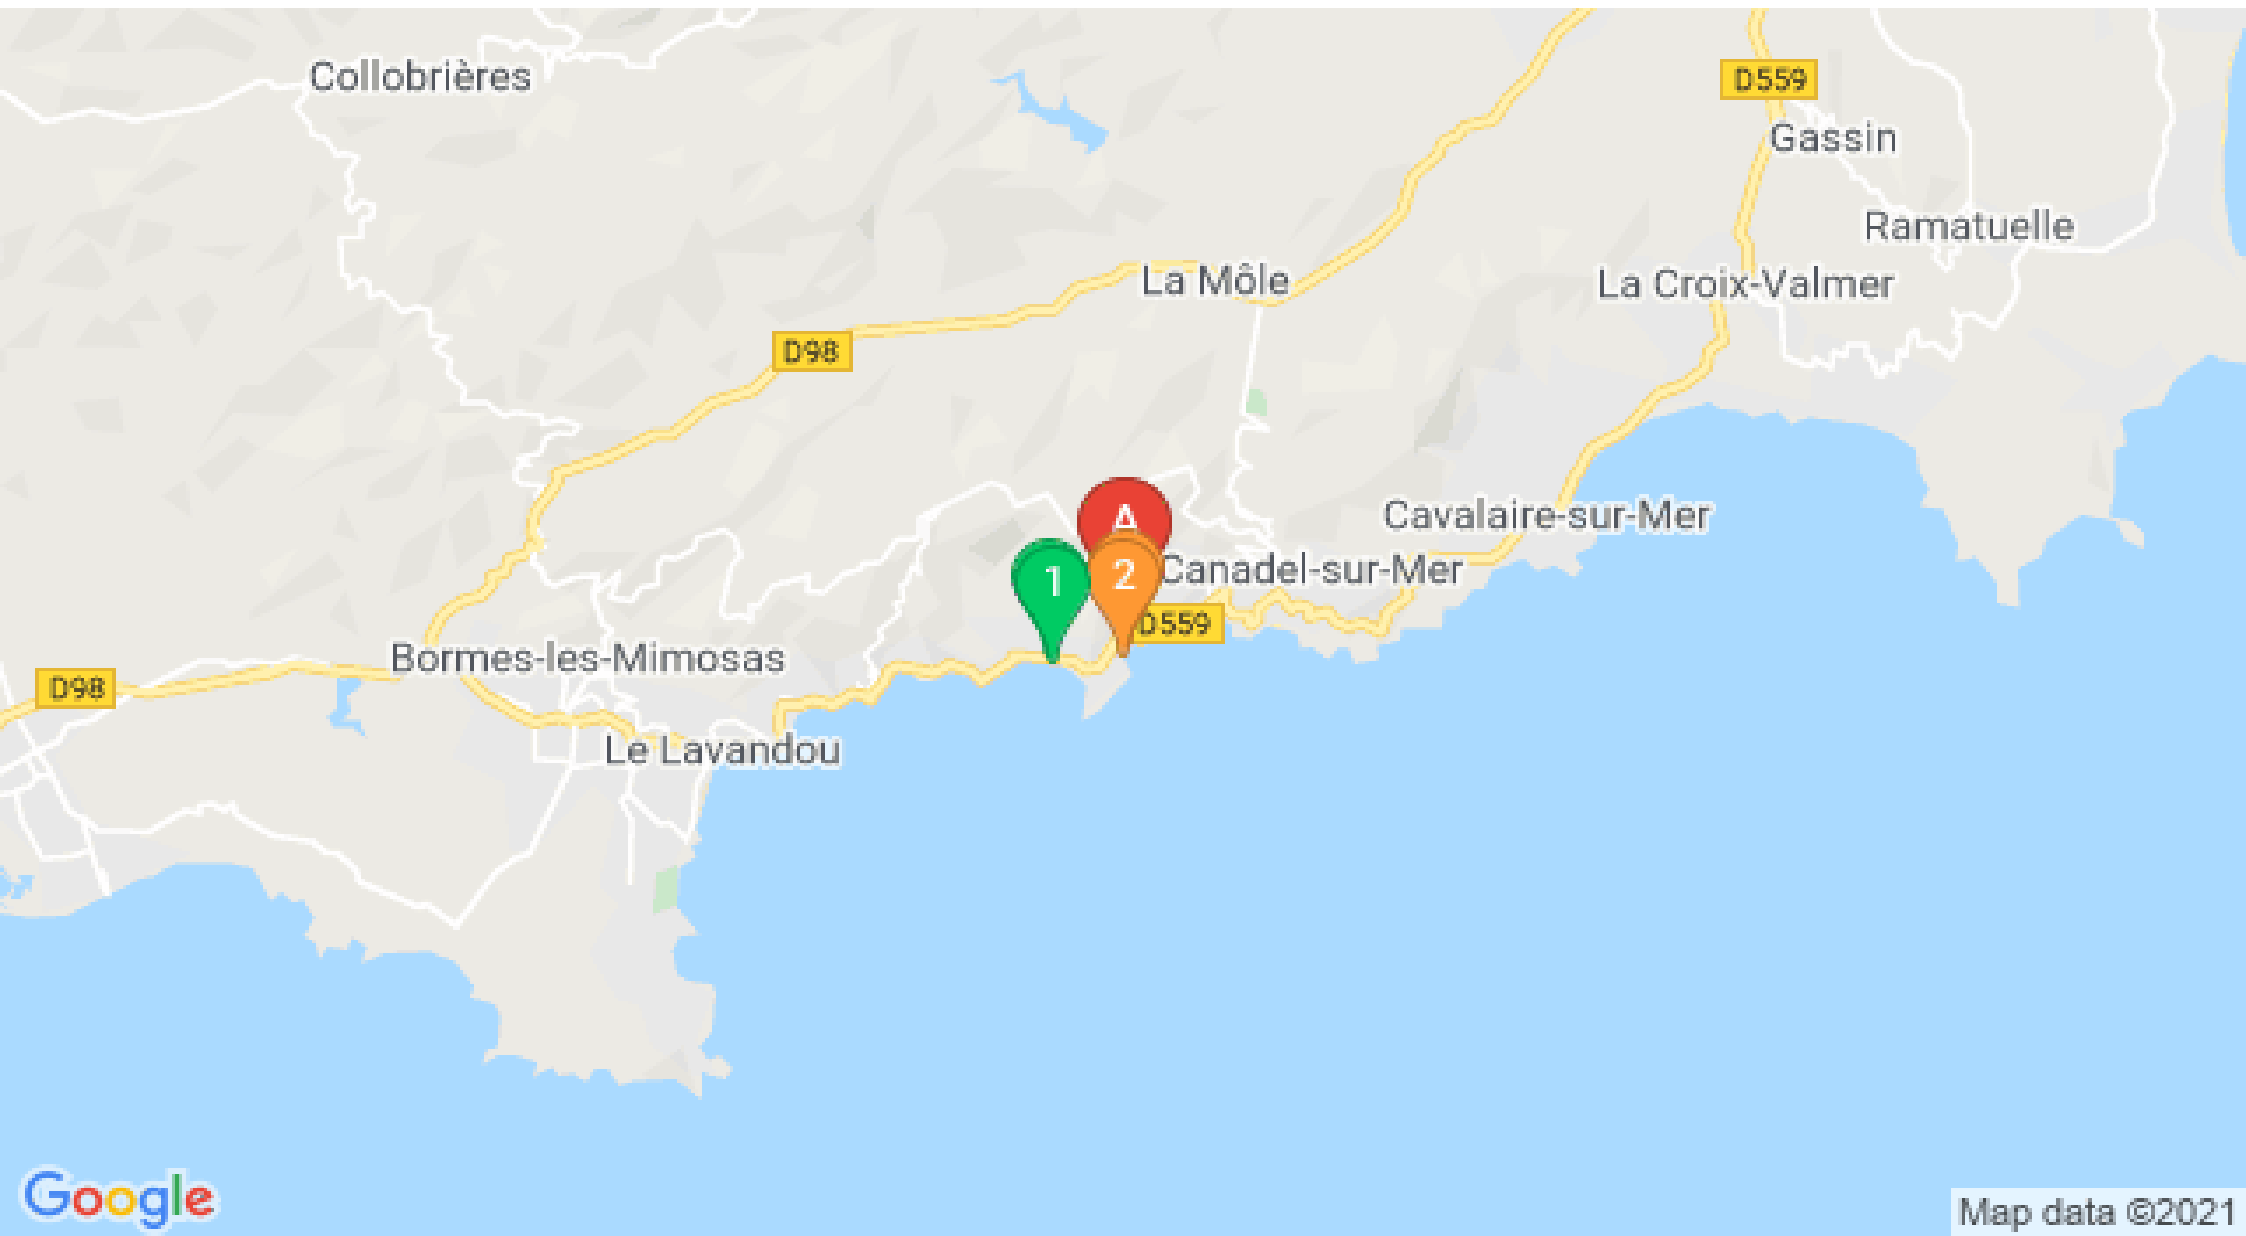 Collobrières
D559
Gassin
Ramatuelle
La Môle
La Croix-Valmer
D98
Cavalaire-sur-Mer
A
1
2
Canadel-sur-Mer
D559
Bormes-les-Mimosas
D98
Le Lavandou
Google
Map data ©2021